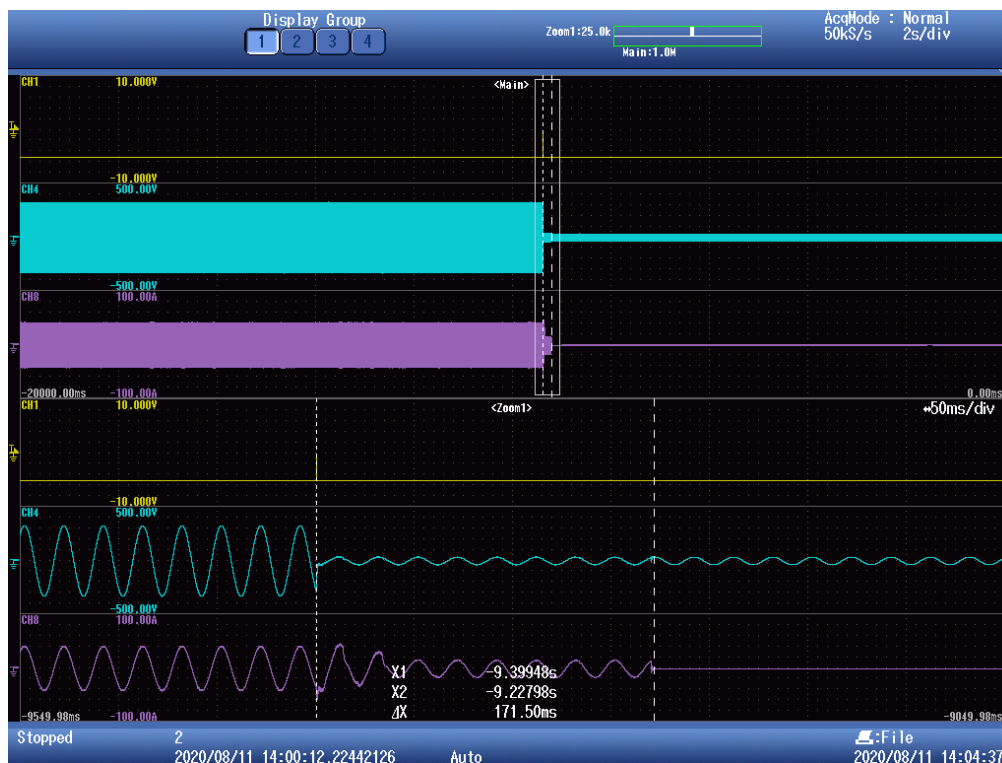 Display Group
1 2 3 4
Zoom1:25.0k
Main:1.0M
AcqMode : Normal
50kS/s 2s/div
CH1 10.000V
<Main>
-10.000V
CH4 500.00V
-500.00V
CH8 100.00A
-20000.00ms -100.00A 0.00ms
CH1 10.000V
<Zoom1>
↔50ms/div
-10.000V
CH4 500.00V
-500.00V
CH8 100.00A
X1 -9.39948s
X2 -9.22798s
ΔX 171.50ms
-9549.98ms -100.00A -9049.98ms
Stopped 2
2020/08/11 14:00:12.22442126 Auto
:File
2020/08/11 14:04:37